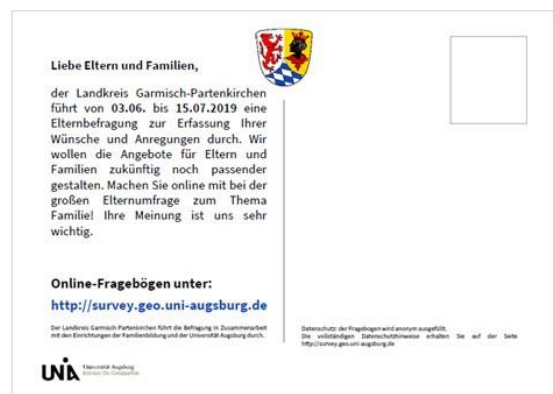 Liebe Eltern und Familien,
der Landkreis Garmisch-Partenkirchen
führt von 03.06. bis 15.07.2019 eine
Elternbefragung zur Erfassung Ihrer
Wünsche und Anregungen durch. Wir
wollen die Angebote für Eltern und
Familien zukünftig noch passender
gestalten. Machen Sie online mit bei der
großen Elternumfrage zum Thema
Familie! Ihre Meinung ist uns sehr
wichtig.
Online-Fragebögen unter:
http://survey.geo.uni-augsburg.de
Der Landkreis Garmisch-Partenkirchen führt die Befragung in Zusammenarbeit
mit den Einrichtungen der Familienbildung und der Universität Augsburg durch.
UNIA Universität Augsburg
Institut für Geographie
Datenschutz: der Fragebogen wird anonym ausgefüllt.
Die vollständigen Datenschutzhinweise erhalten Sie auf der Seite
http://survey.geo.uni-augsburg.de